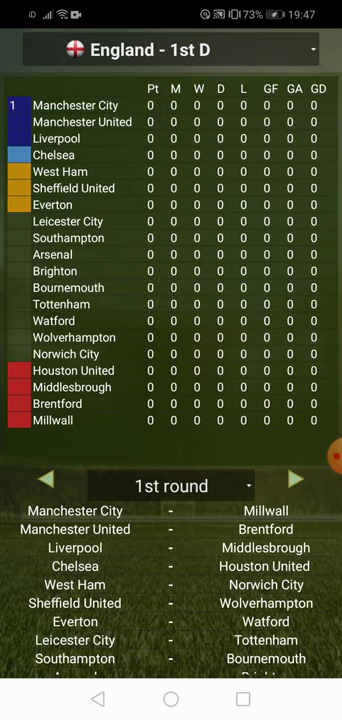 iD 73% 19:47
England - 1st D
Pt M W D L GF GA GD
1 Manchester City 0 0 0 0 0 0 0 0
Manchester United 0 0 0 0 0 0 0 0
Liverpool 0 0 0 0 0 0 0 0
Chelsea 0 0 0 0 0 0 0 0
West Ham 0 0 0 0 0 0 0 0
Sheffield United 0 0 0 0 0 0 0 0
Everton 0 0 0 0 0 0 0 0
Leicester City 0 0 0 0 0 0 0 0
Southampton 0 0 0 0 0 0 0 0
Arsenal 0 0 0 0 0 0 0 0
Brighton 0 0 0 0 0 0 0 0
Bournemouth 0 0 0 0 0 0 0 0
Tottenham 0 0 0 0 0 0 0 0
Watford 0 0 0 0 0 0 0 0
Wolverhampton 0 0 0 0 0 0 0 0
Norwich City 0 0 0 0 0 0 0 0
Houston United 0 0 0 0 0 0 0 0
Middlesbrough 0 0 0 0 0 0 0 0
Brentford 0 0 0 0 0 0 0 0
Millwall 0 0 0 0 0 0 0 0
1st round
Manchester City - Millwall
Manchester United - Brentford
Liverpool - Middlesbrough
Chelsea - Houston United
West Ham - Norwich City
Sheffield United - Wolverhampton
Everton - Watford
Leicester City - Tottenham
Southampton - Bournemouth